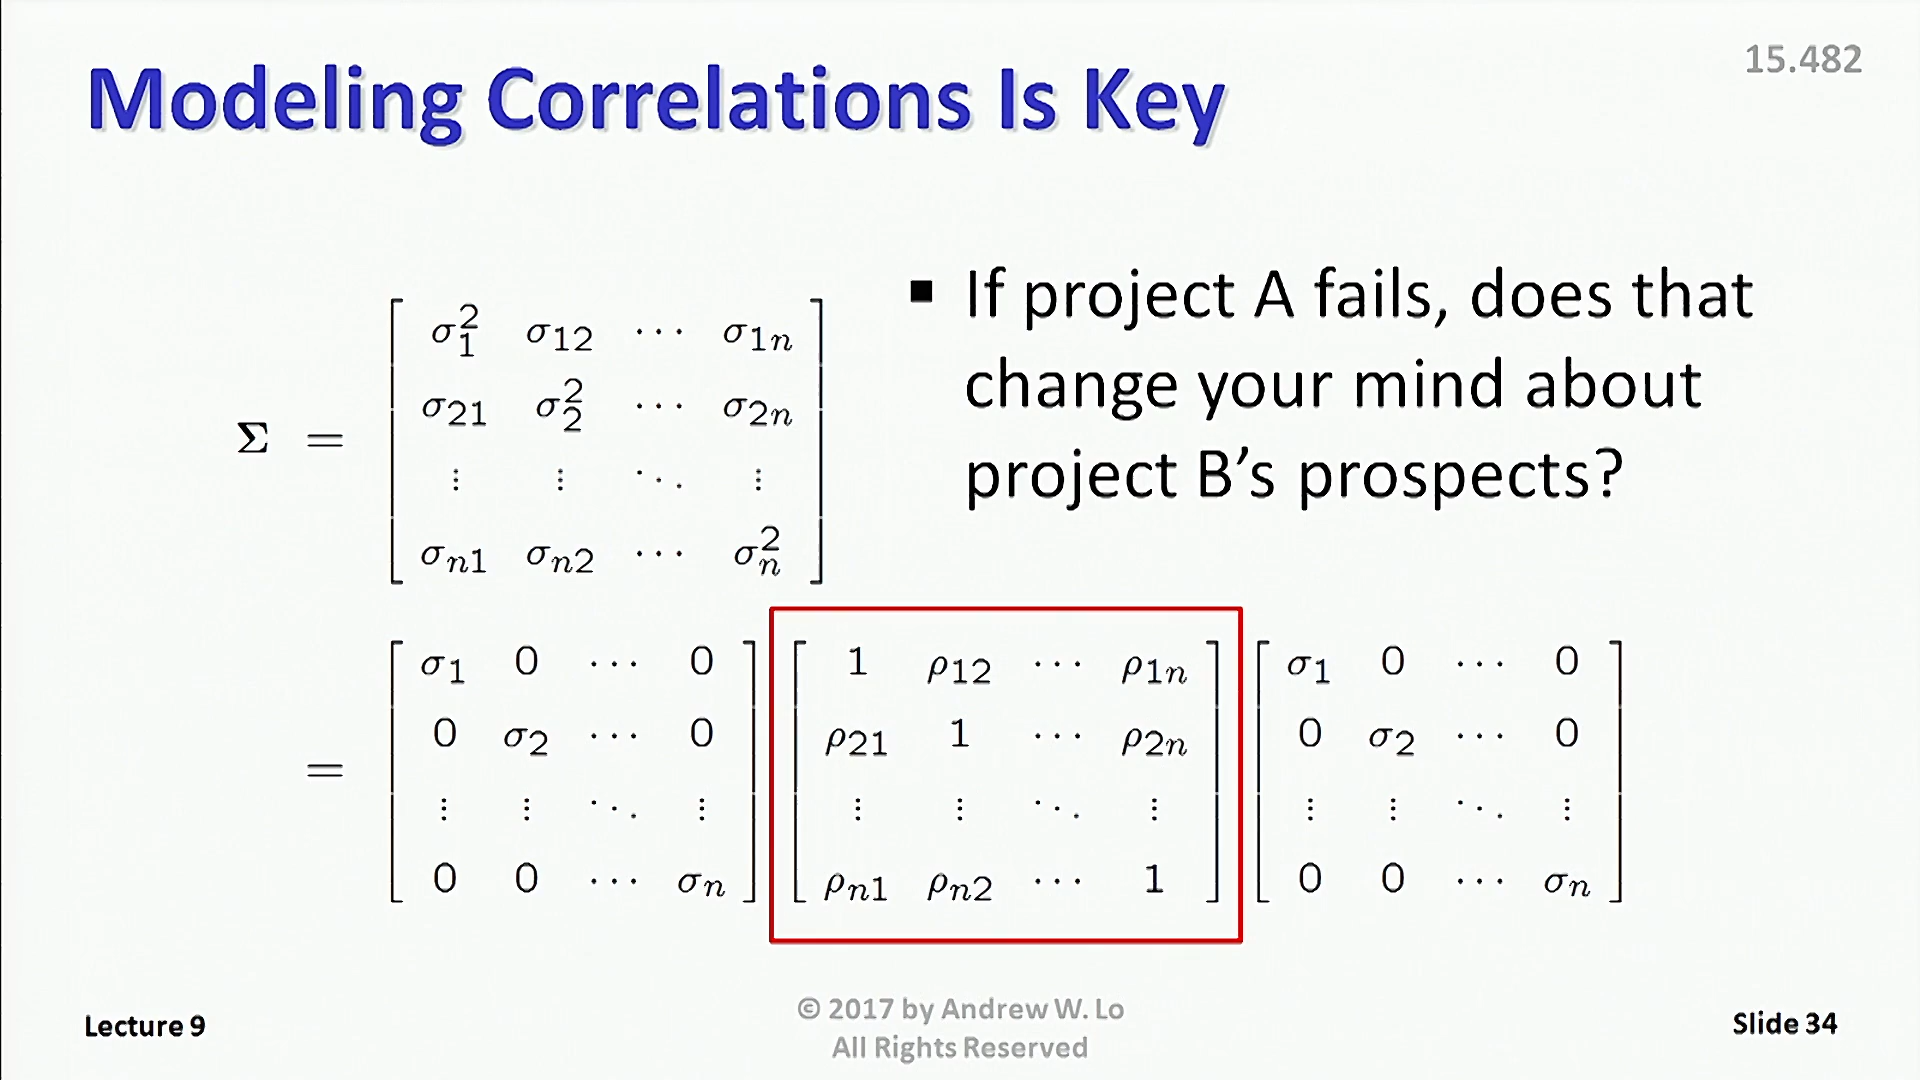 Modeling Correlations Is Key
15.482
▪ If project A fails, does that
change your mind about
project B’s prospects?
Σ = [ σ₁² σ₁₂ ⋯ σ₁ₙ
σ₂₁ σ₂² ⋯ σ₂ₙ
⋮ ⋮ ⋱ ⋮
σₙ₁ σₙ₂ ⋯ σₙ² ]
= [ σ₁ 0 ⋯ 0 ] [ 1 ρ₁₂ ⋯ ρ₁ₙ ] [ σ₁ 0 ⋯ 0 ]
[ 0 σ₂ ⋯ 0 ] [ ρ₂₁ 1 ⋯ ρ₂ₙ ] [ 0 σ₂ ⋯ 0 ]
[ ⋮ ⋮ ⋱ ⋮ ] [ ⋮ ⋮ ⋱ ⋮ ] [ ⋮ ⋮ ⋱ ⋮ ]
[ 0 0 ⋯ σₙ ] [ ρₙ₁ ρₙ₂ ⋯ 1 ] [ 0 0 ⋯ σₙ ]
Lecture 9
© 2017 by Andrew W. Lo
All Rights Reserved
Slide 34